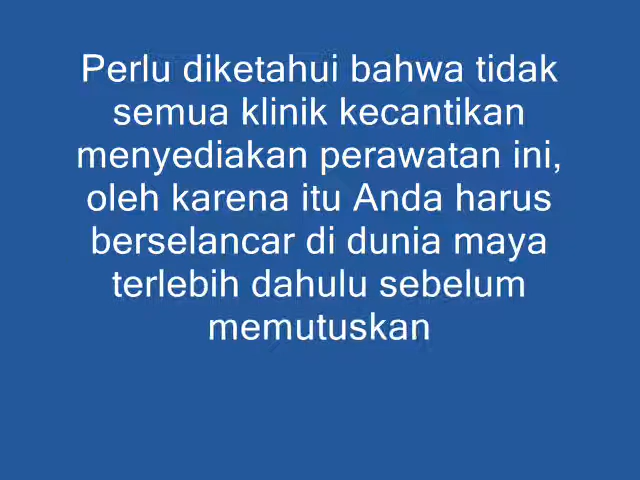 Perlu diketahui bahwa tidak
semua klinik kecantikan
menyediakan perawatan ini,
oleh karena itu Anda harus
berselancar di dunia maya
terlebih dahulu sebelum
memutuskan